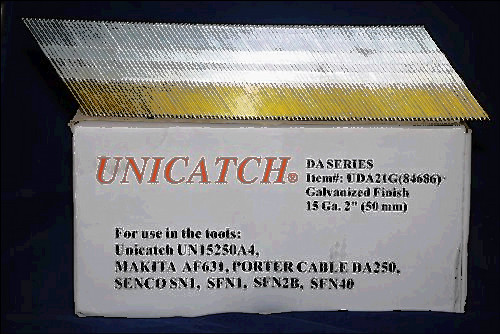 UNICATCH®
DA SERIES
Item#: UDA21G(84686)
Galvanized Finish
15 Ga. 2" (50 mm)
For use in the tools:
Unicatch UN15250A4,
MAKITA AF631, PORTER CABLE DA250,
SENCO SN1, SFN1, SFN2B, SFN40